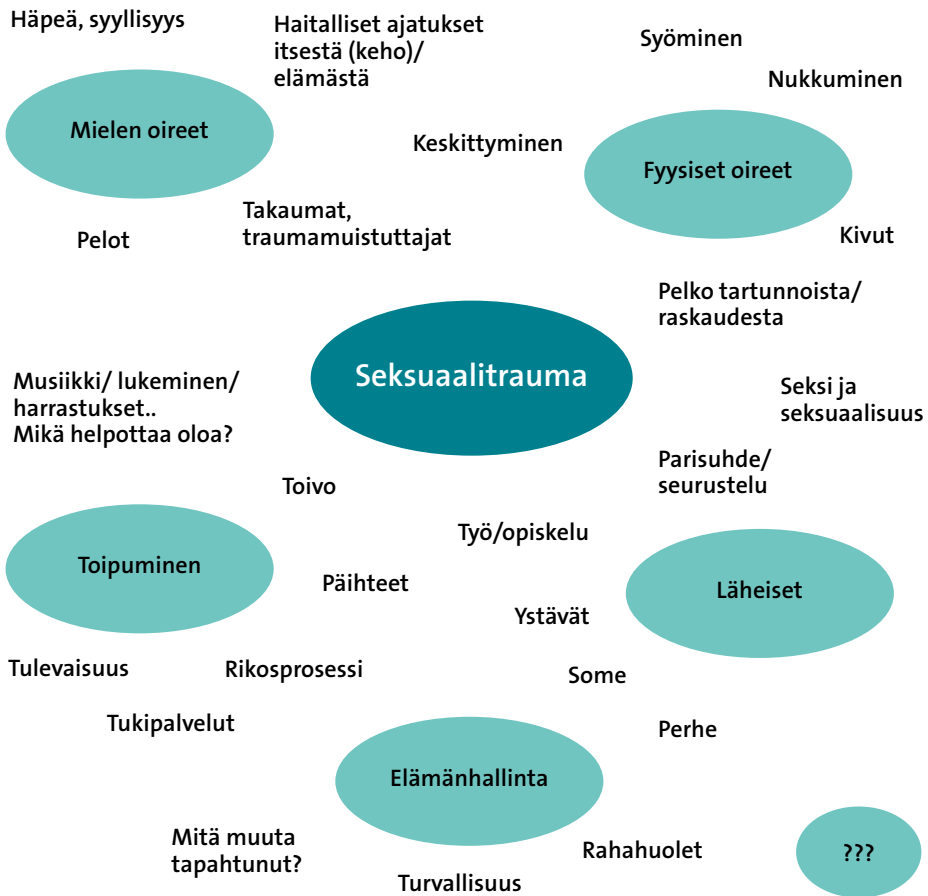 Häpeä, syyllisyys
Haitalliset ajatukset
itsestä (keho)/
elämästä
Syöminen
Nukkuminen
Mielen oireet
Keskittyminen
Fyysiset oireet
Takaumat,
traumamuistuttajat
Pelot
Kivut
Pelko tartunnoista/
raskaudesta
Seksuaalitrauma
Musiikki/ lukeminen/
harrastukset..
Mikä helpottaa oloa?
Seksi ja
seksuaalisuus
Parisuhde/
seurustelu
Toivo
Työ/opiskelu
Toipuminen
Päihteet
Läheiset
Ystävät
Tulevaisuus
Rikosprosessi
Some
Tukipalvelut
Perhe
Elämänhallinta
Mitä muuta
tapahtunut?
Rahahuolet
???
Turvallisuus